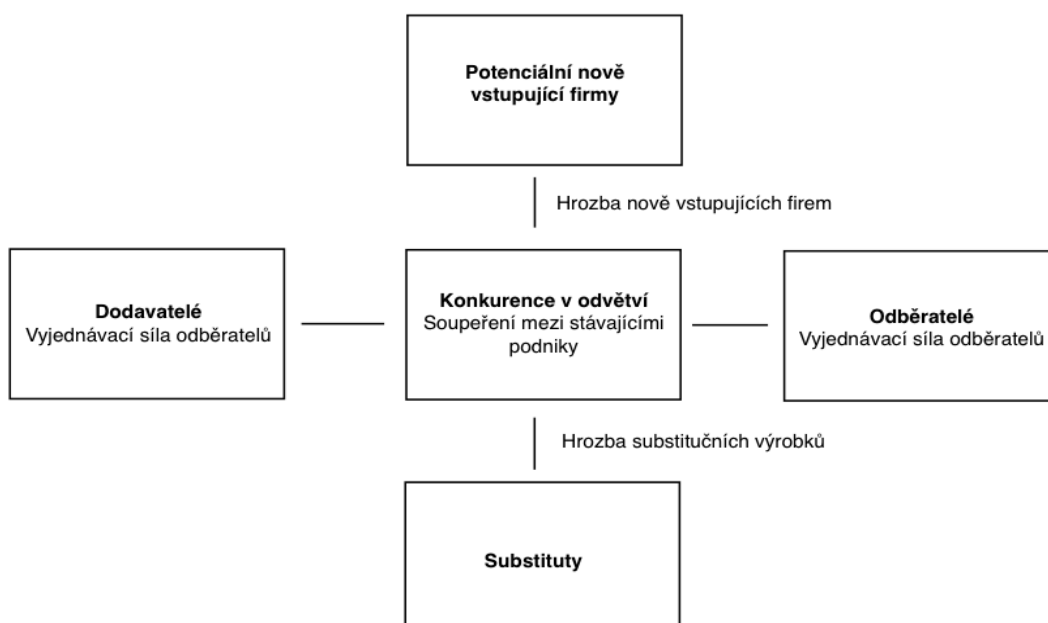 Potenciální nově
vstupující firmy
Hrozba nově vstupujících firem
Dodavatelé
Vyjednávací síla odběratelů
Konkurence v odvětví
Soupeření mezi stávajícími
podniky
Odběratelé
Vyjednávací síla odběratelů
Hrozba substitučních výrobků
Substituty